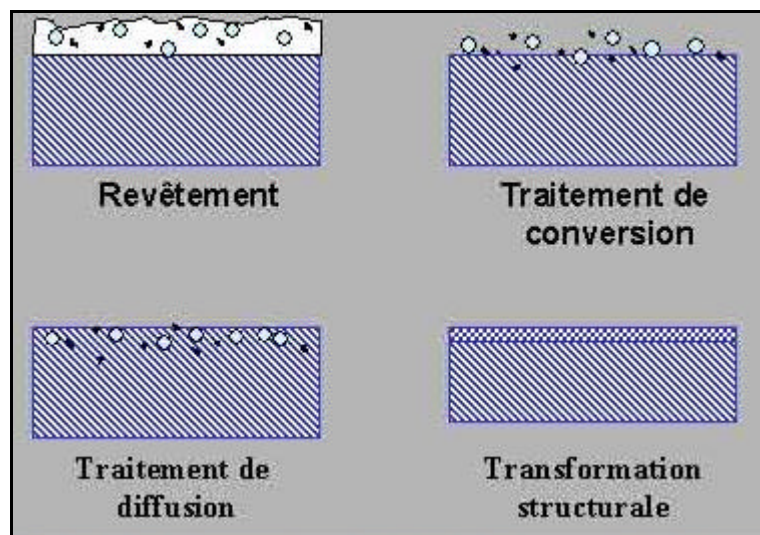 Revêtement
Traitement de
conversion
Traitement de
diffusion
Transformation
structurale